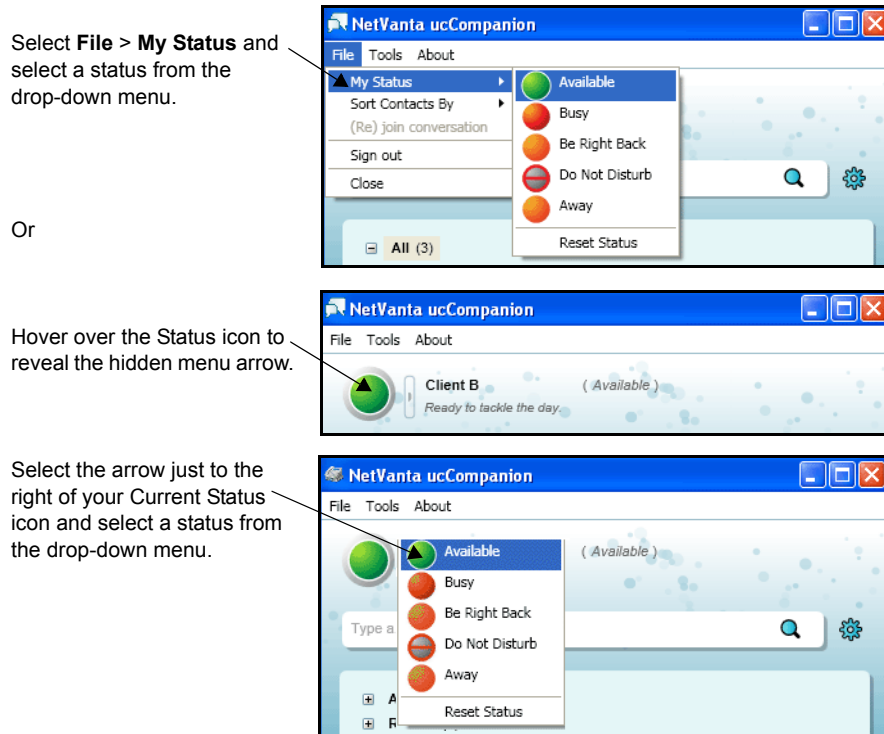 Select File > My Status and
select a status from the
drop-down menu.
NetVanta ucCompanion
File Tools About
My Status
Sort Contacts By
(Re) join conversation
Sign out
Close
Available
Busy
Be Right Back
Do Not Disturb
Away
Reset Status
All (3)
Or
Hover over the Status icon to
reveal the hidden menu arrow.
NetVanta ucCompanion
File Tools About
Client B ( Available )
Ready to tackle the day.
Select the arrow just to the
right of your Current Status
icon and select a status from
the drop-down menu.
NetVanta ucCompanion
File Tools About
( Available )
Available
Busy
Be Right Back
Do Not Disturb
Away
Reset Status
Type a
A